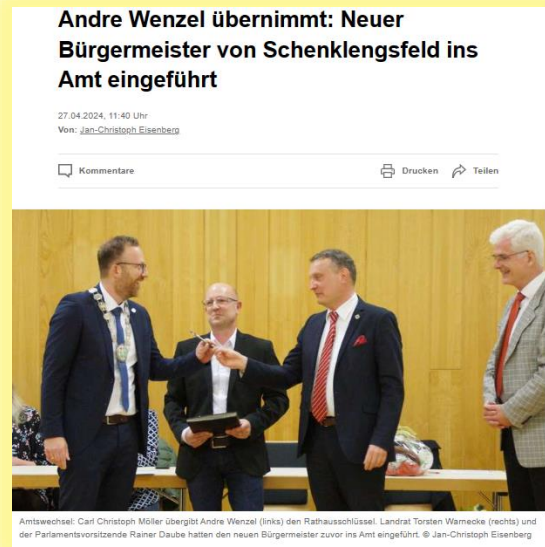 Andre Wenzel übernimmt: Neuer
Bürgermeister von Schenklengsfeld ins
Amt eingeführt
27.04.2024, 11:40 Uhr
Von: Jan-Christoph Eisenberg
Kommentare
Drucken
Teilen
Amtswechsel: Carl Christoph Möller übergibt Andre Wenzel (links) den Rathausschlüssel. Landrat Torsten Warnecke (rechts) und
der Parlamentsvorsitzende Rainer Daube hatten den neuen Bürgermeister zuvor ins Amt eingeführt. © Jan-Christoph Eisenberg